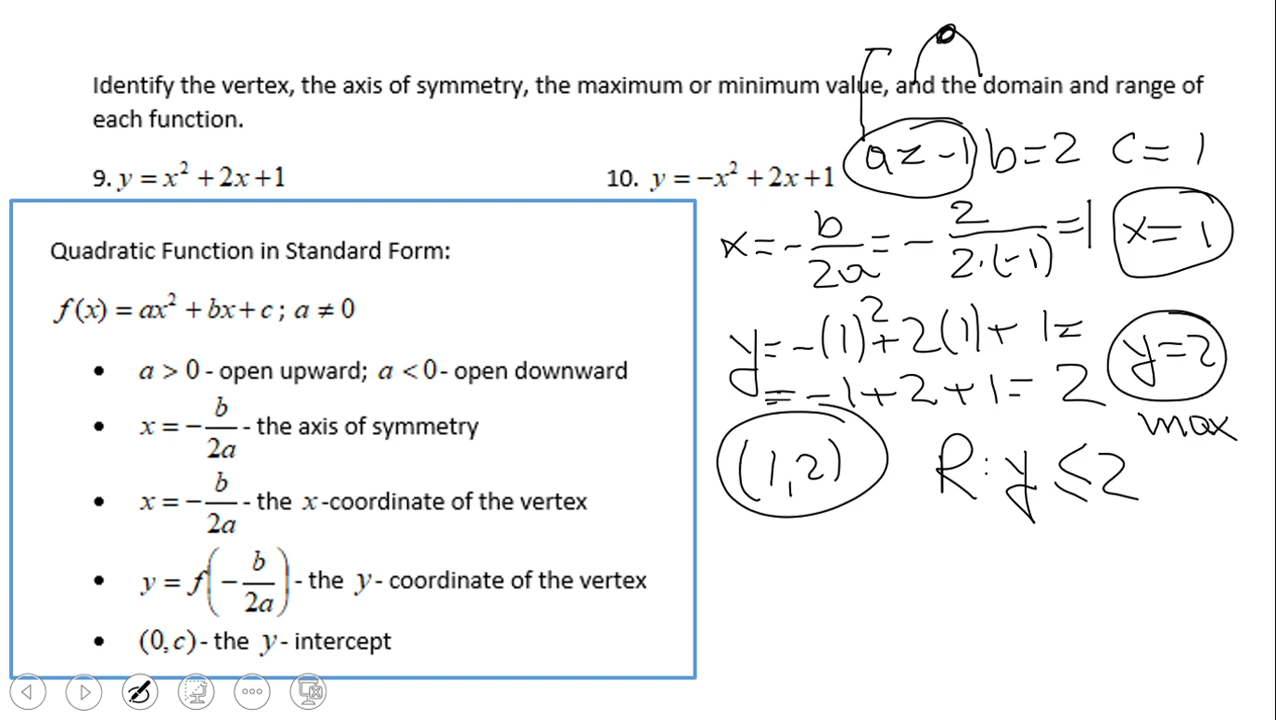 Identify the vertex, the axis of symmetry, the maximum or minimum value, and the domain and range of
each function.
9. y = x² + 2x + 1
10. y = -x² + 2x + 1
a = -1 b = 2 c = 1
Quadratic Function in Standard Form:
f(x) = ax² + bx + c ; a ≠ 0
• a > 0 - open upward; a < 0 - open downward
• x = -b/2a - the axis of symmetry
• x = -b/2a - the x-coordinate of the vertex
• y = f(-b/2a) - the y- coordinate of the vertex
• (0,c) - the y- intercept
x = -b/2a = -2/2·(-1) = 1 x = 1
y = -(1)² + 2(1) + 1 =
= -1 + 2 + 1 = 2
y = 2
max
(1,2) R: y ≤ 2